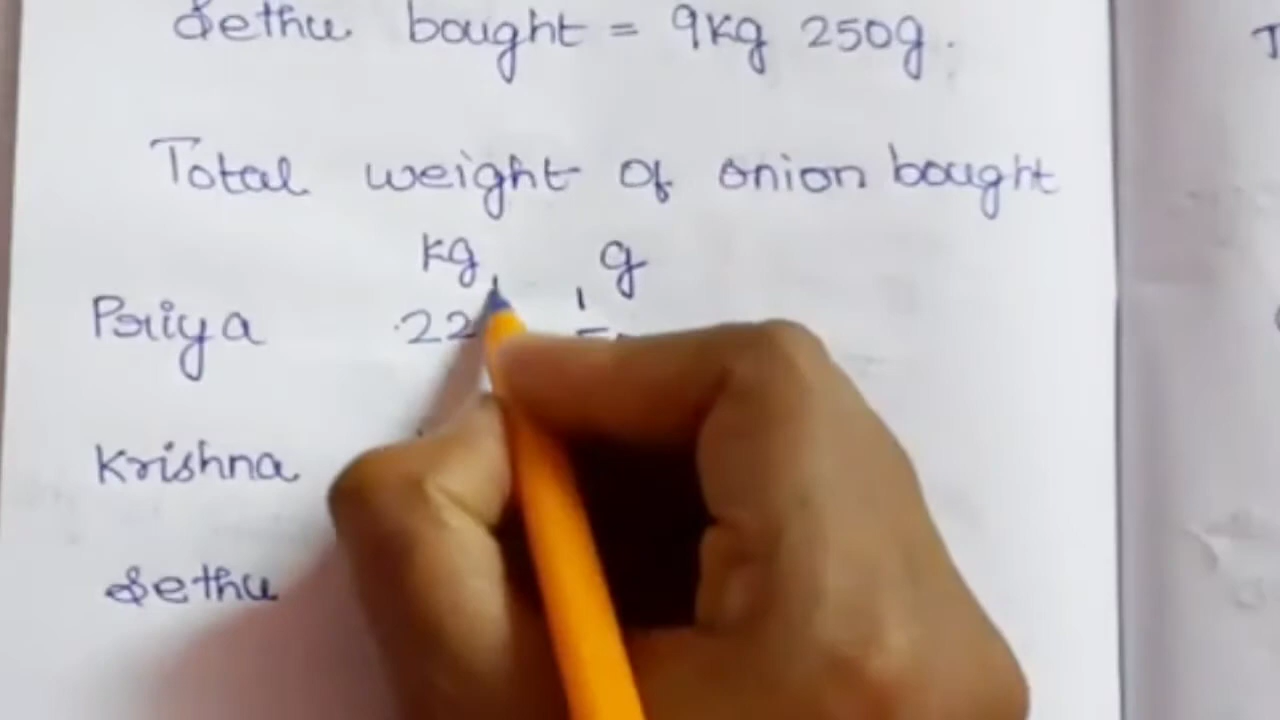 Sethu bought = 9kg 250g.
Total weight of onion bought
kg g
Priya 22
Krishna
Sethu